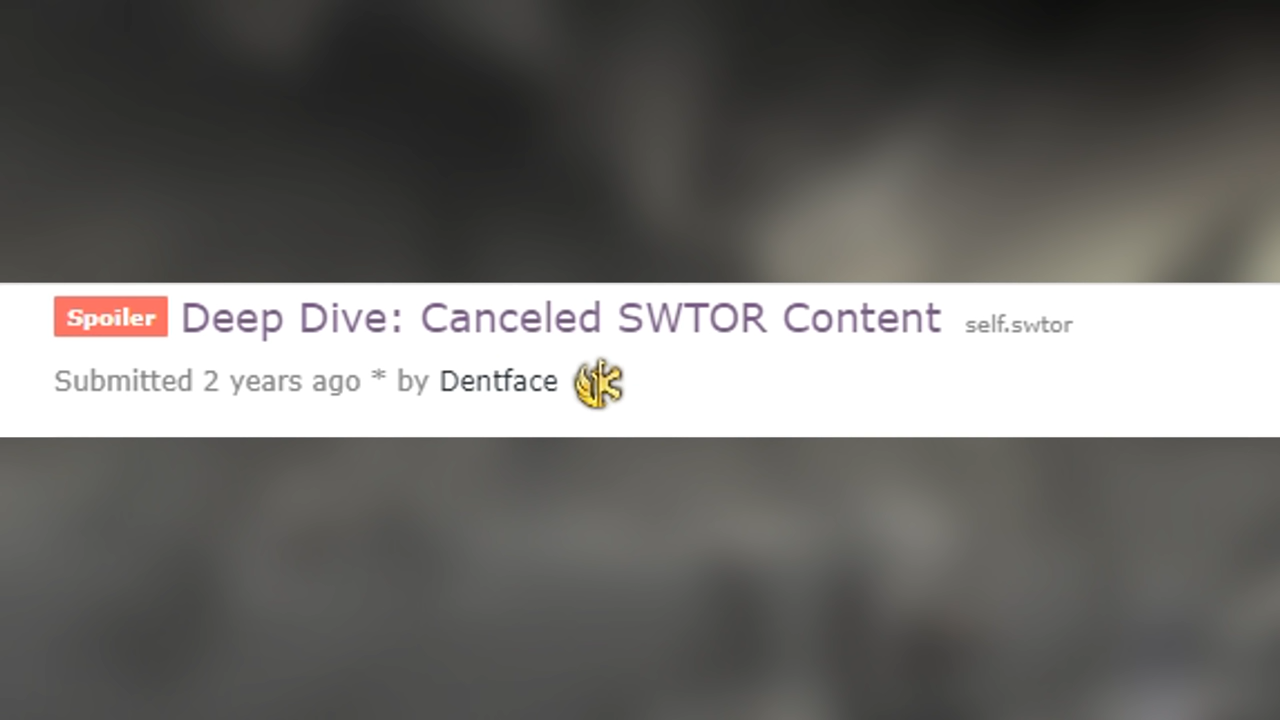 Spoiler Deep Dive: Canceled SWTOR Content self.swtor
Submitted 2 years ago * by Dentface